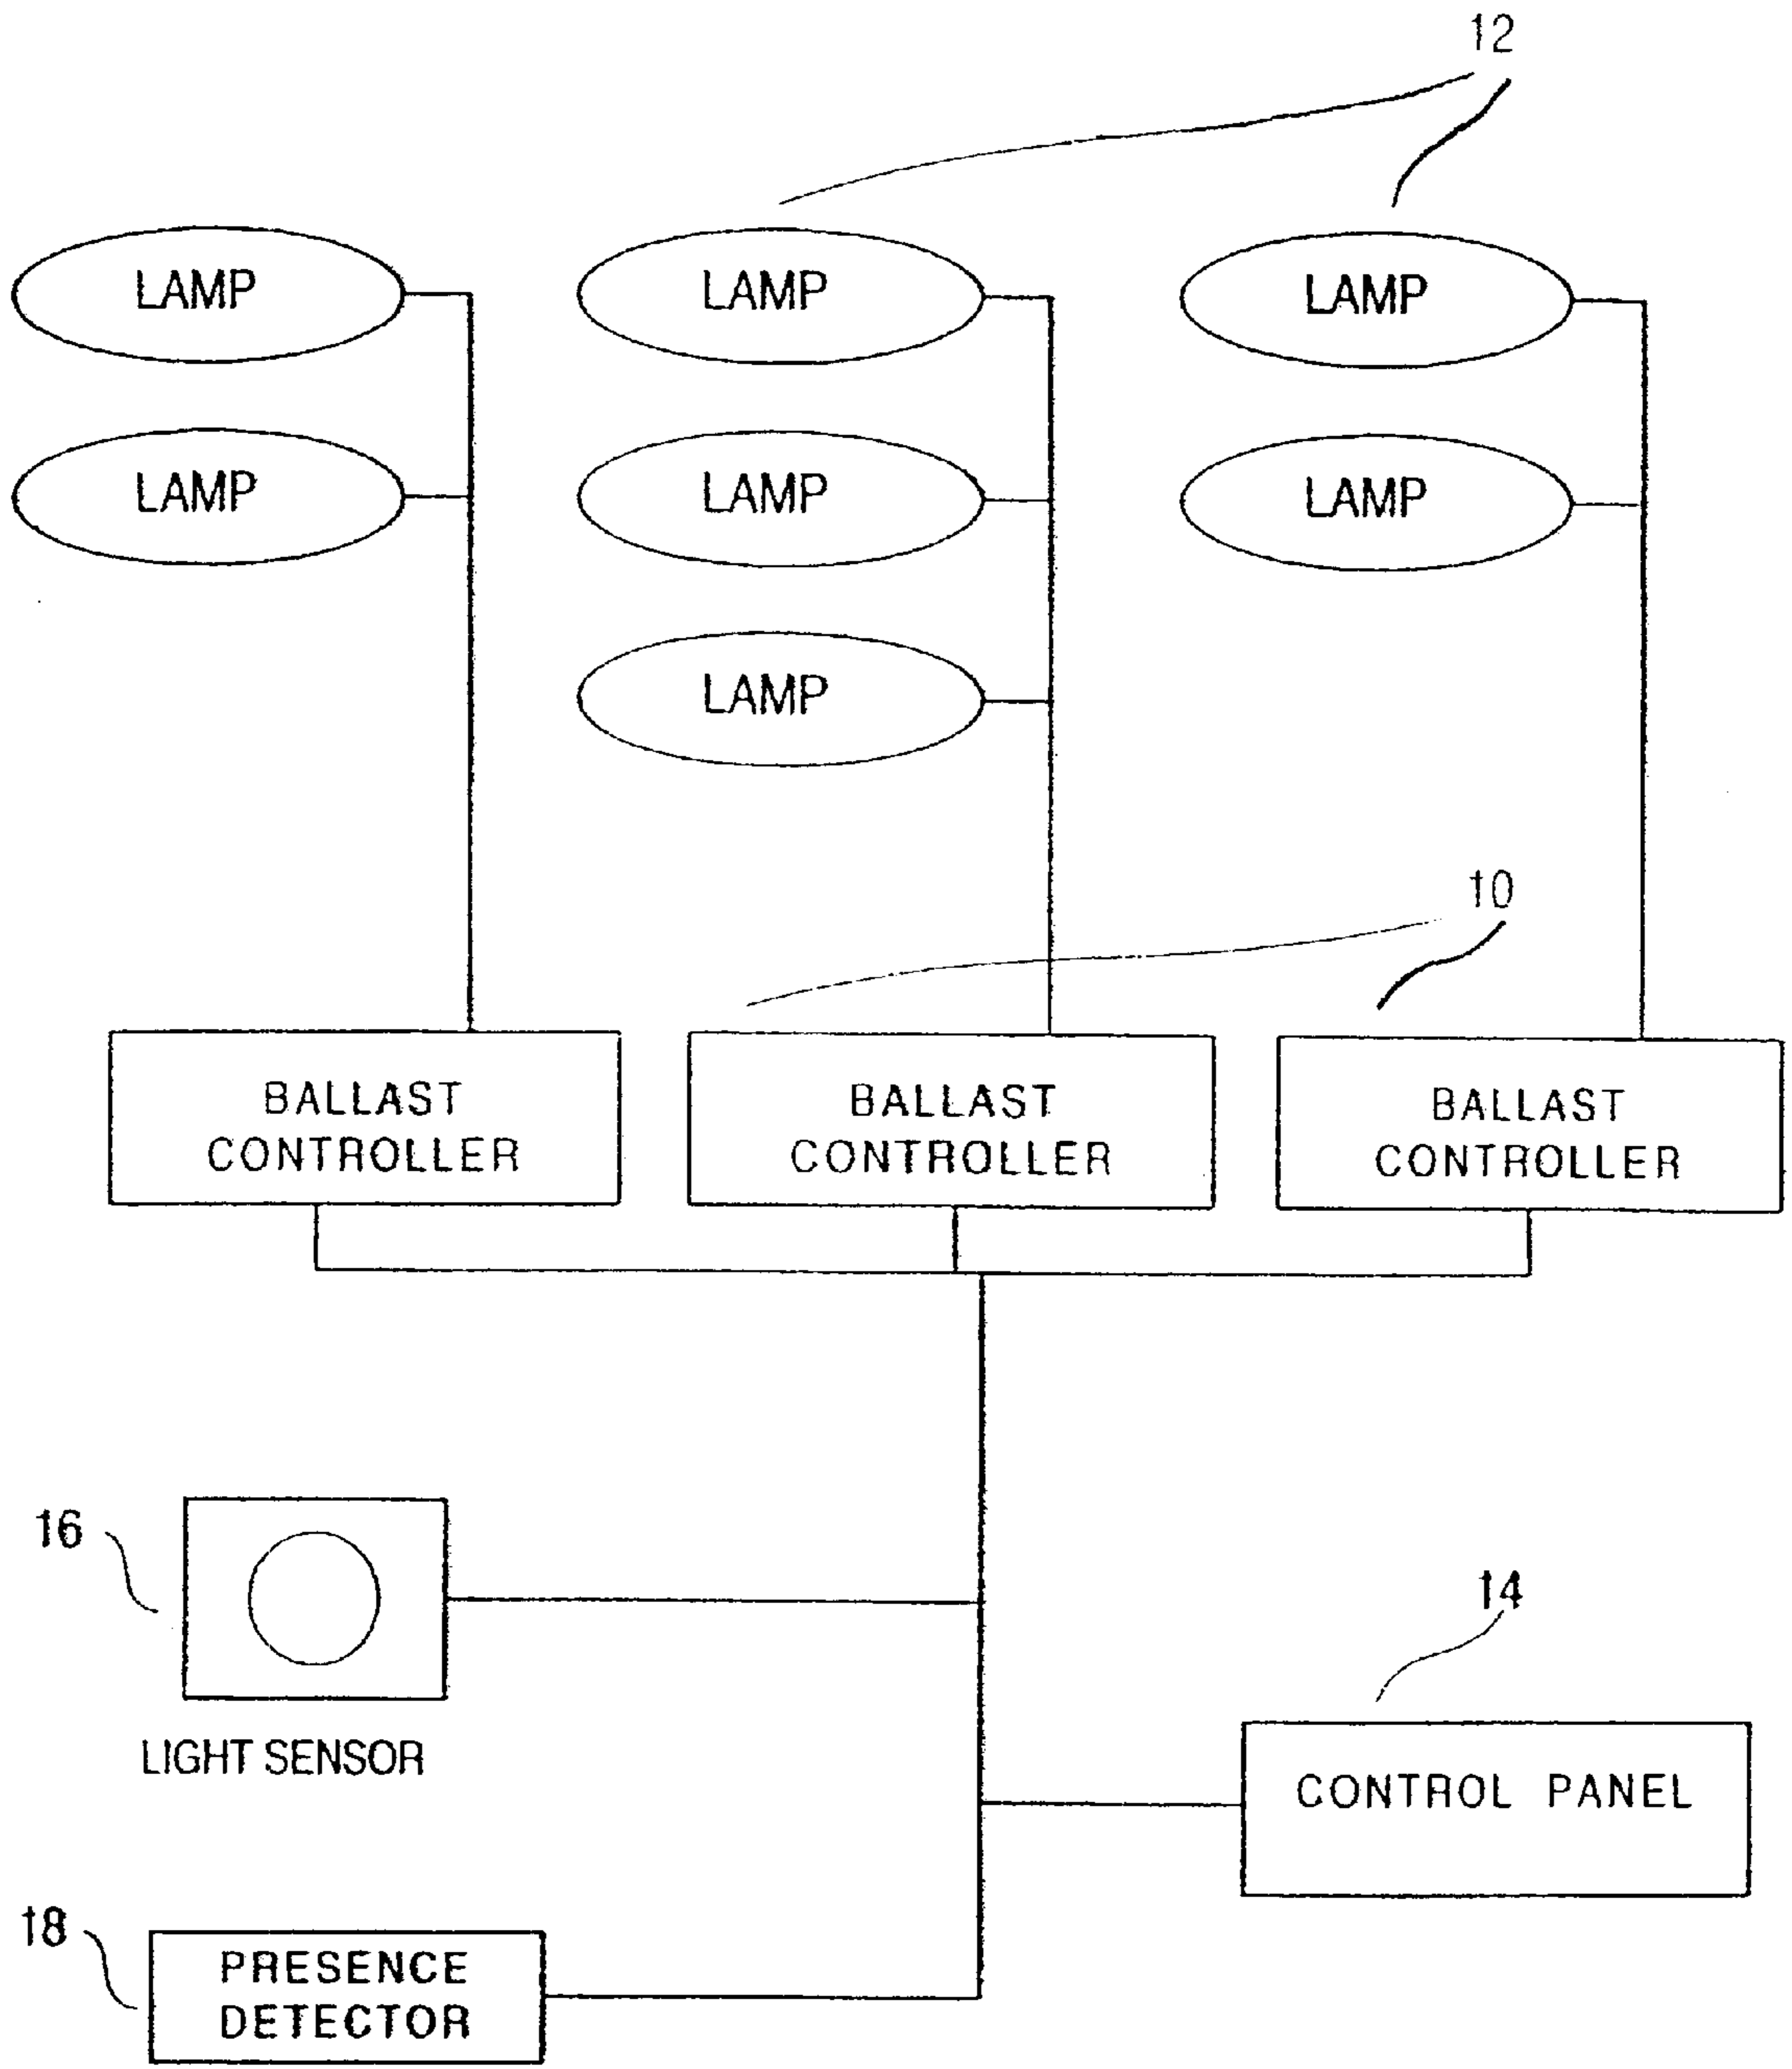 12
LAMP LAMP LAMP
LAMP LAMP LAMP
LAMP
10
BALLAST
CONTROLLER
BALLAST
CONTROLLER
BALLAST
CONTROLLER
16
LIGHT SENSOR
14
CONTROL PANEL
18
PRESENCE
DETECTOR